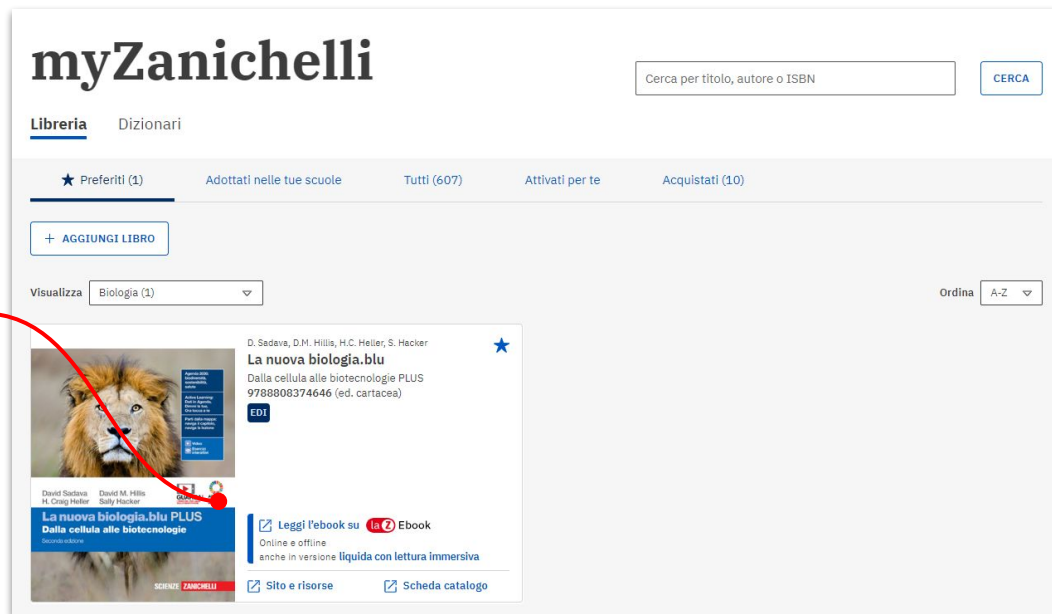 myZanichelli
Cerca per titolo, autore o ISBN
CERCA
Libreria Dizionari
★ Preferiti (1) Adottati nelle tue scuole Tutti (607) Attivati per te Acquistati (10)
+ AGGIUNGI LIBRO
Visualizza Biologia (1)
Ordina A-Z
D. Sadava, D.M. Hillis, H.C. Heller, S. Hacker
La nuova biologia.blu
Dalla cellula alle biotecnologie PLUS
9788808374646 (ed. cartacea)
EDI
David Sadava David M. Hillis
H. Craig Heller Sally Hacker
La nuova biologia.blu PLUS
Dalla cellula alle biotecnologie
Seconda edizione
SCIENZE ZANICHELLI
Leggi l'ebook su laZ Ebook
Online e offline
anche in versione liquida con lettura immersiva
Sito e risorse Scheda catalogo